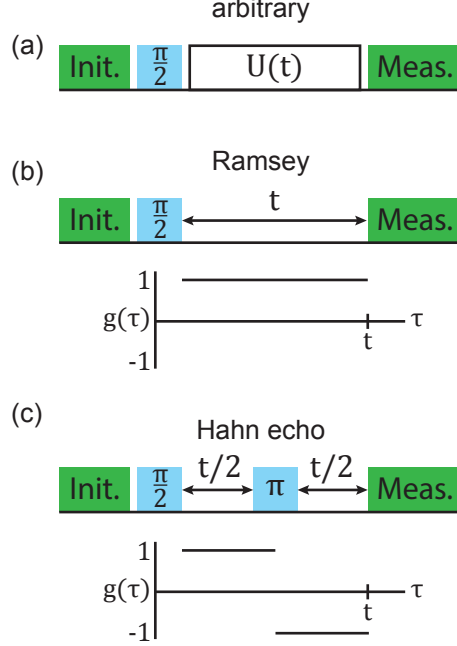 arbitrary
(a)
Init. π/2 U(t) Meas.
(b)
Ramsey
t
Init. π/2 Meas.
1
g(τ) τ
t
-1
(c)
Hahn echo
t/2 t/2
Init. π/2 π Meas.
1
g(τ) τ
t
-1